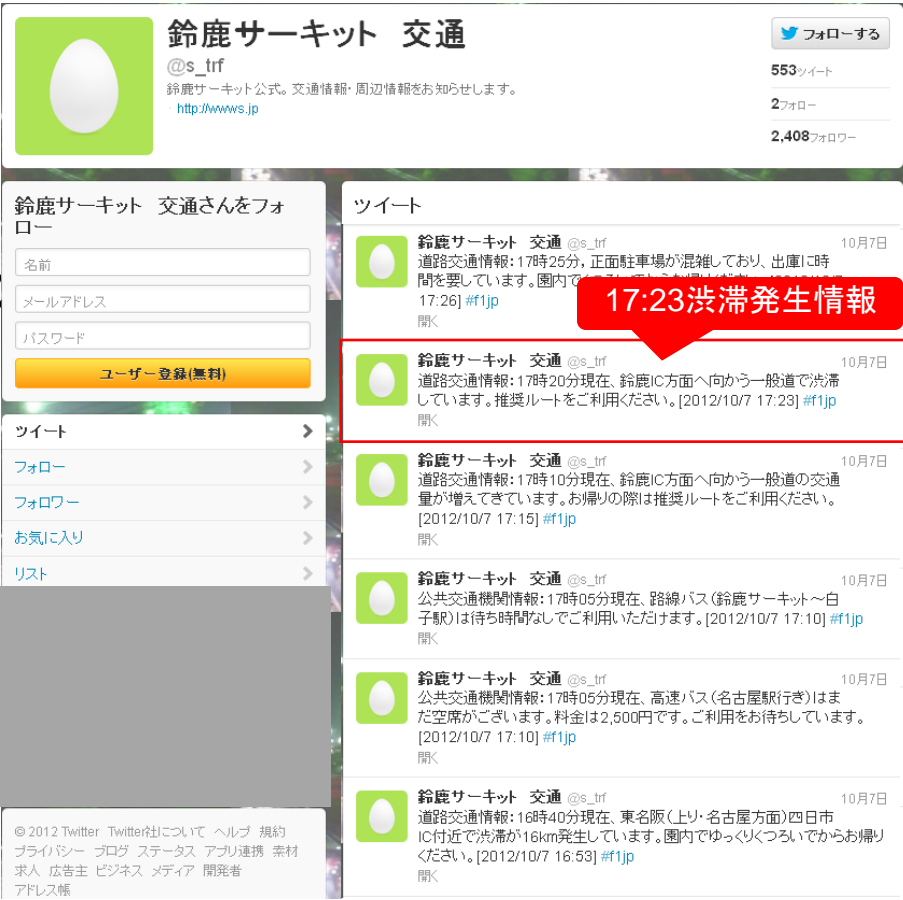 鈴鹿サーキット 交通
@s_trf
鈴鹿サーキット公式。交通情報・周辺情報をお知らせします。
http://wwws.jp
フォローする
553ツイート
2フォロー
2,408フォロワー
鈴鹿サーキット 交通さんをフォ
ロー
名前
メールアドレス
パスワード
ユーザー登録(無料)
ツイート
フォロー
フォロワー
お気に入り
リスト
© 2012 Twitter Twitter社について ヘルプ 規約
プライバシー ブログ ステータス アプリ連携 素材
求人 広告主 ビジネス メディア 開発者
アドレス帳
ツイート
鈴鹿サーキット 交通 @s_trf 10月7日
道路交通情報：17時25分，正面駐車場が混雑しており、出庫に時
間を要しています。園内で
17:26] #f1jp
開く
17:23渋滞発生情報
鈴鹿サーキット 交通 @s_trf 10月7日
道路交通情報：17時20分現在、鈴鹿IC方面へ向かう一般道で渋滞
しています。推奨ルートをご利用ください。[2012/10/7 17:23] #f1jp
開く
鈴鹿サーキット 交通 @s_trf 10月7日
道路交通情報：17時10分現在、鈴鹿IC方面へ向かう一般道の交通
量が増えてきています。お帰りの際は推奨ルートをご利用ください。
[2012/10/7 17:15] #f1jp
開く
鈴鹿サーキット 交通 @s_trf 10月7日
公共交通機関情報：17時05分現在、路線バス（鈴鹿サーキット～白
子駅）は待ち時間なしでご利用いただけます。[2012/10/7 17:10] #f1jp
開く
鈴鹿サーキット 交通 @s_trf 10月7日
公共交通機関情報：17時05分現在、高速バス（名古屋駅行き）はま
だ空席がございます。料金は2,500円です。ご利用をお待ちしています。
[2012/10/7 17:10] #f1jp
開く
鈴鹿サーキット 交通 @s_trf 10月7日
道路交通情報：16時40分現在、東名阪（上り・名古屋方面）四日市
IC付近で渋滞が16km発生しています。園内でゆっくりくつろいでからお帰り
ください。[2012/10/7 16:53] #f1jp
開く